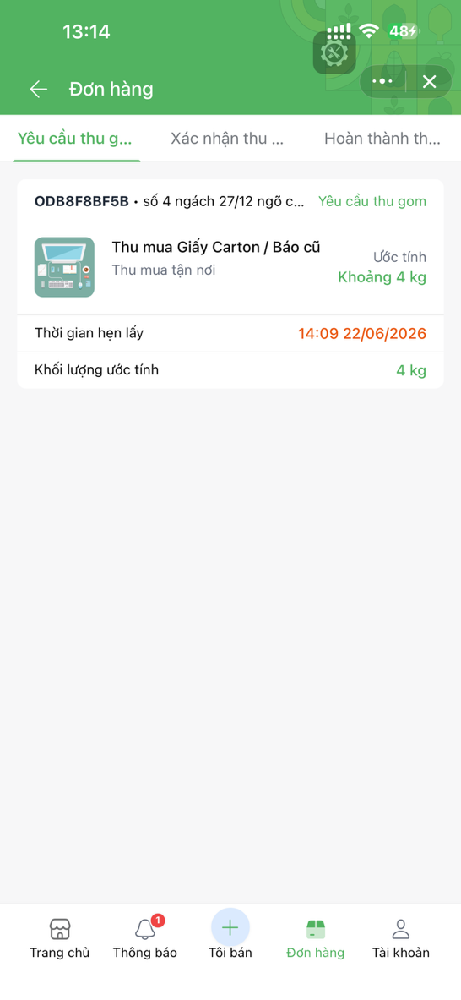 13:14
48
Đơn hàng
Yêu cầu thu g...
Xác nhận thu ...
Hoàn thành th...
ODB8F8BF5B • số 4 ngách 27/12 ngõ c...
Yêu cầu thu gom
Thu mua Giấy Carton / Báo cũ
Thu mua tận nơi
Ước tính
Khoảng 4 kg
Thời gian hẹn lấy
14:09 22/06/2026
Khối lượng ước tính
4 kg
1
Trang chủ
Thông báo
Tôi bán
Đơn hàng
Tài khoản